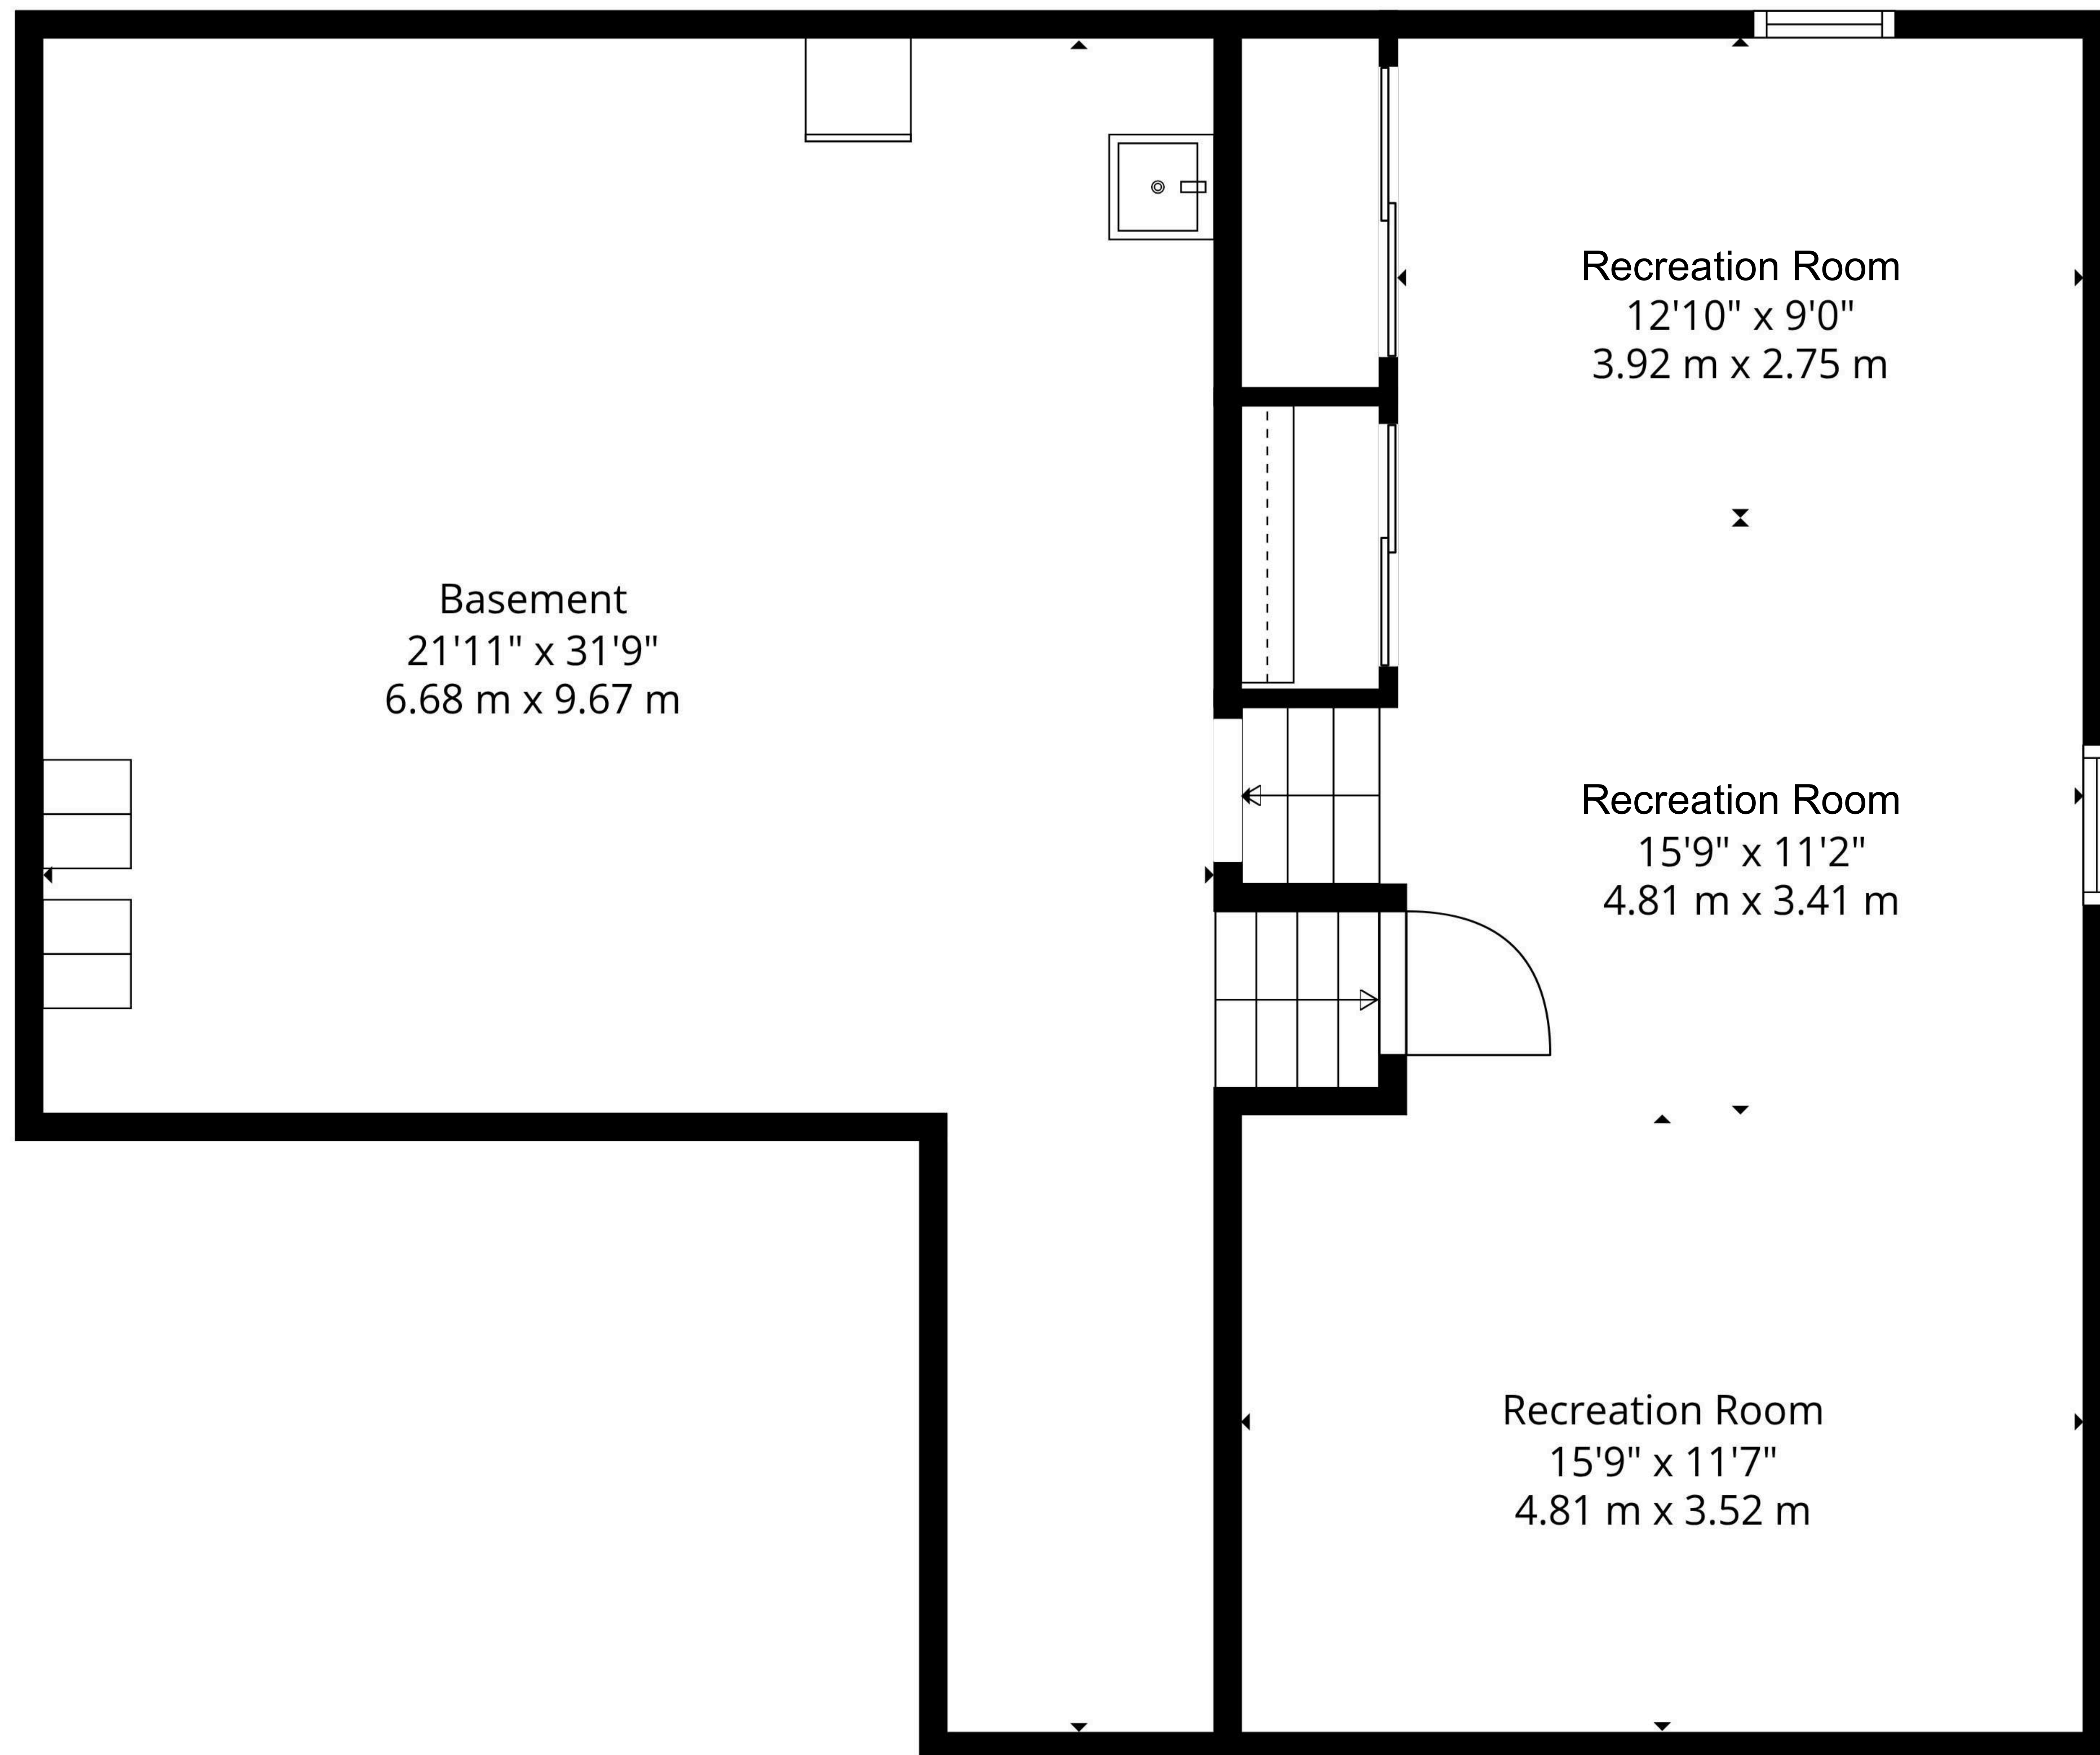 Recreation Room
12'10" x 9'0"
3.92 m x 2.75 m
Basement
21'11" x 31'9"
6.68 m x 9.67 m
Recreation Room
15'9" x 11'2"
4.81 m x 3.41 m
Recreation Room
15'9" x 11'7"
4.81 m x 3.52 m